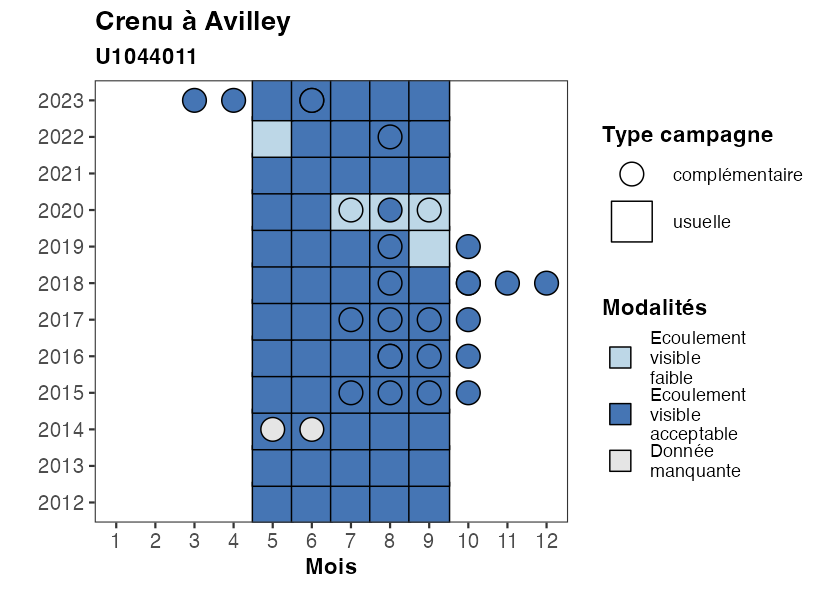 Crenu à Avilley
U1044011
2023
2022
2021
2020
2019
2018
2017
2016
2015
2014
2013
2012
1 2 3 4 5 6 7 8 9 10 11 12
Mois
Type campagne
complémentaire
usuelle
Modalités
Ecoulement
visible
faible
Ecoulement
visible
acceptable
Donnée
manquante